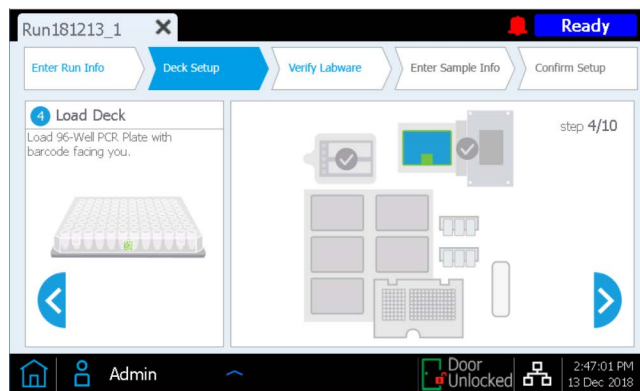 Run181213_1
Ready
Enter Run Info
Deck Setup
Verify Labware
Enter Sample Info
Confirm Setup
4 Load Deck
Load 96-Well PCR Plate with
barcode facing you.
step 4/10
Admin
Door
Unlocked
2:47:01 PM
13 Dec 2018